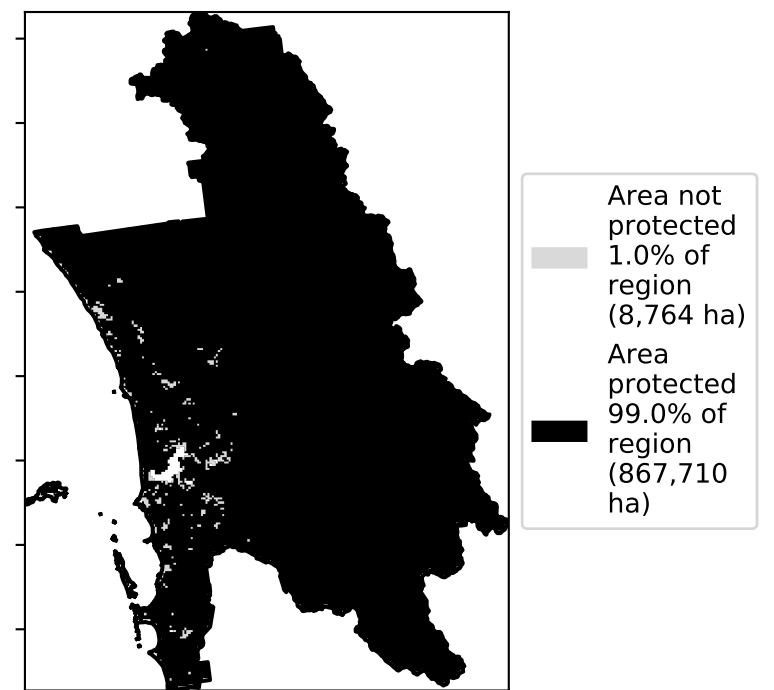 Area not
protected
1.0% of
region
(8,764 ha)
Area
protected
99.0% of
region
(867,710
ha)